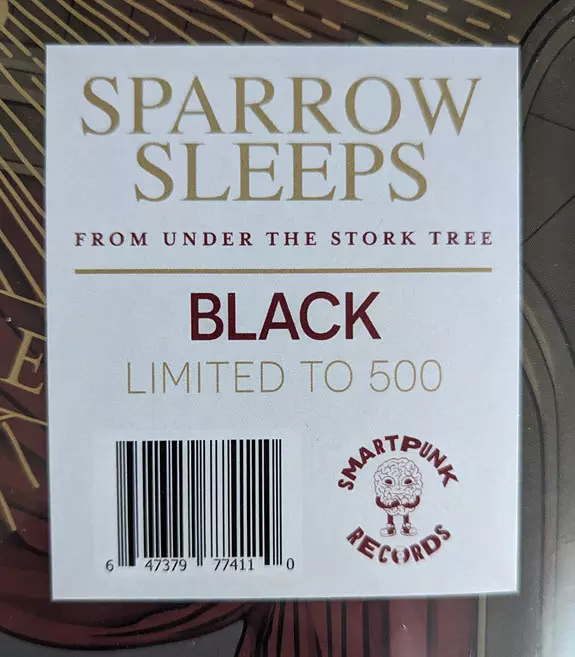 SPARROW
SLEEPS
FROM UNDER THE STORK TREE
BLACK
LIMITED TO 500
SMARTPUNK
RECORDS
6 47379 77411 0
E